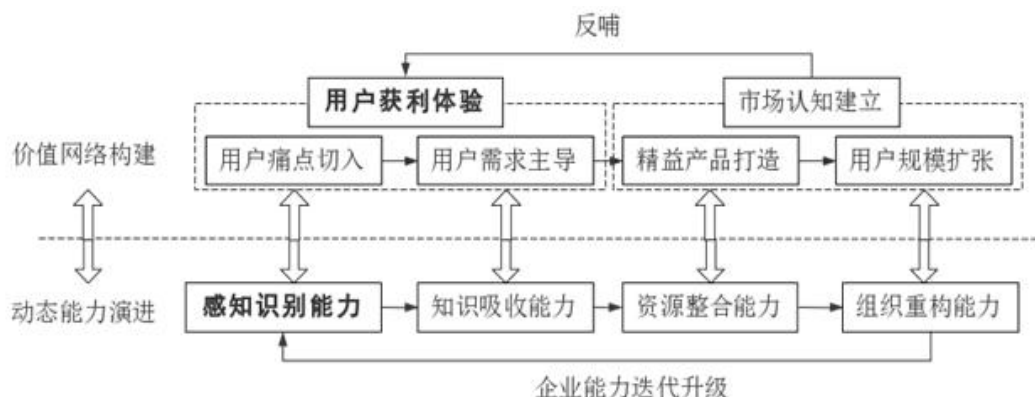 反哺
用户获利体验
市场认知建立
价值网络构建
用户痛点切入
用户需求主导
精益产品打造
用户规模扩张
动态能力演进
感知识别能力
知识吸收能力
资源整合能力
组织重构能力
企业能力迭代升级